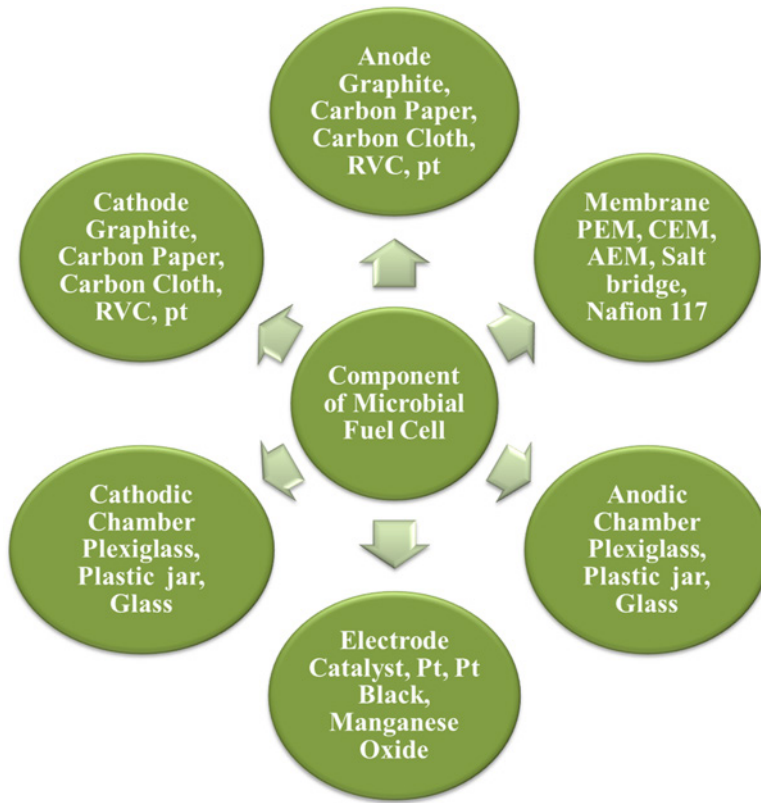 Anode
Graphite,
Carbon Paper,
Carbon Cloth,
RVC, pt
Cathode
Graphite,
Carbon Paper,
Carbon Cloth,
RVC, pt
Membrane
PEM, CEM,
AEM, Salt
bridge,
Nafion 117
Component
of Microbial
Fuel Cell
Cathodic
Chamber
Plexiglass,
Plastic jar,
Glass
Anodic
Chamber
Plexiglass,
Plastic jar,
Glass
Electrode
Catalyst, Pt, Pt
Black,
Manganese
Oxide